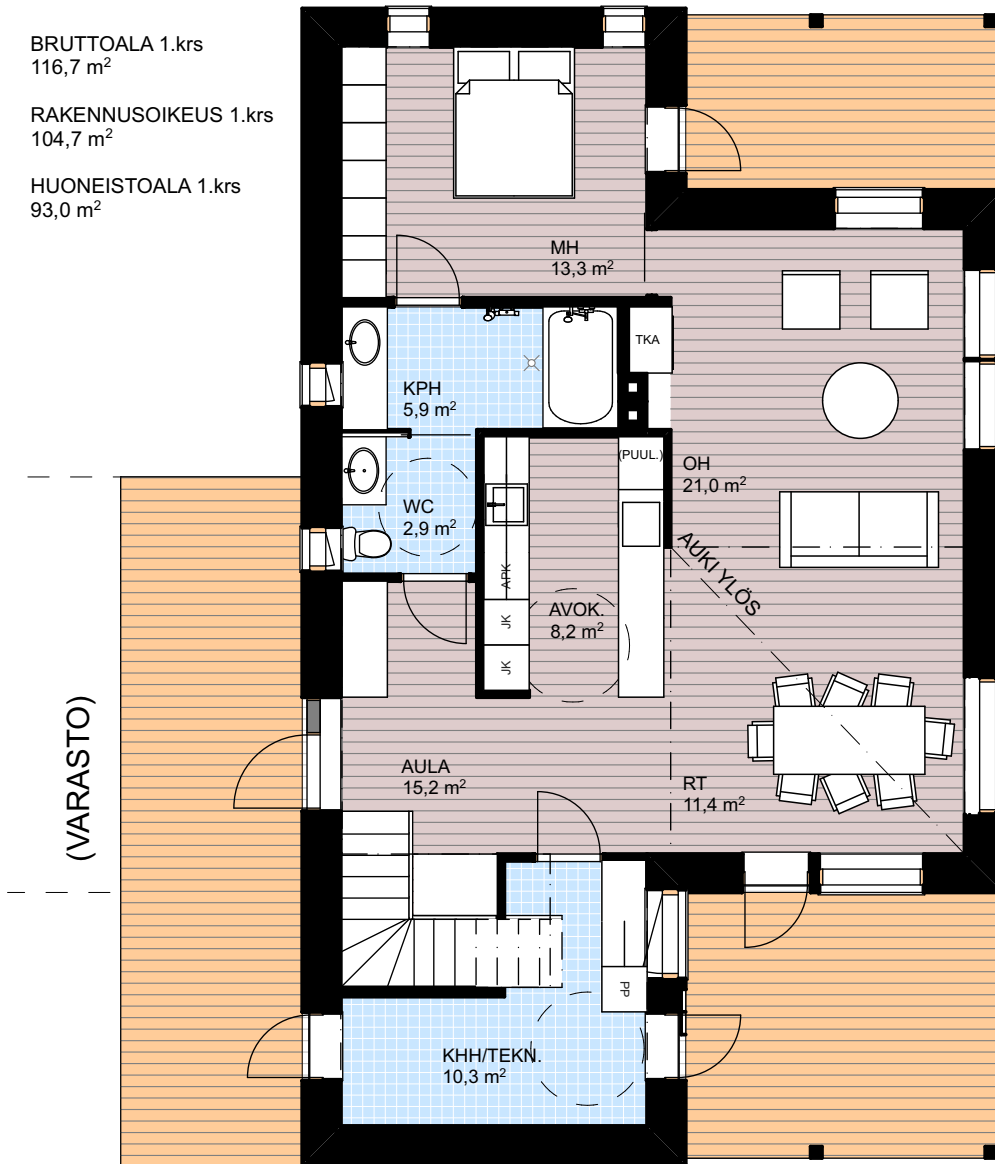 BRUTTOALA 1.krs
116,7 m²
RAKENNUSOIKEUS 1.krs
104,7 m²
HUONEISTOALA 1.krs
93,0 m²
MH
13,3 m²
TKA
KPH
5,9 m²
(PUUL.)
OH
21,0 m²
WC
2,9 m²
AUKI YLÖS
APK
AVOK.
8,2 m²
JK
JK
(VARASTO)
AULA
15,2 m²
RT
11,4 m²
PP
KHH/TEKN.
10,3 m²